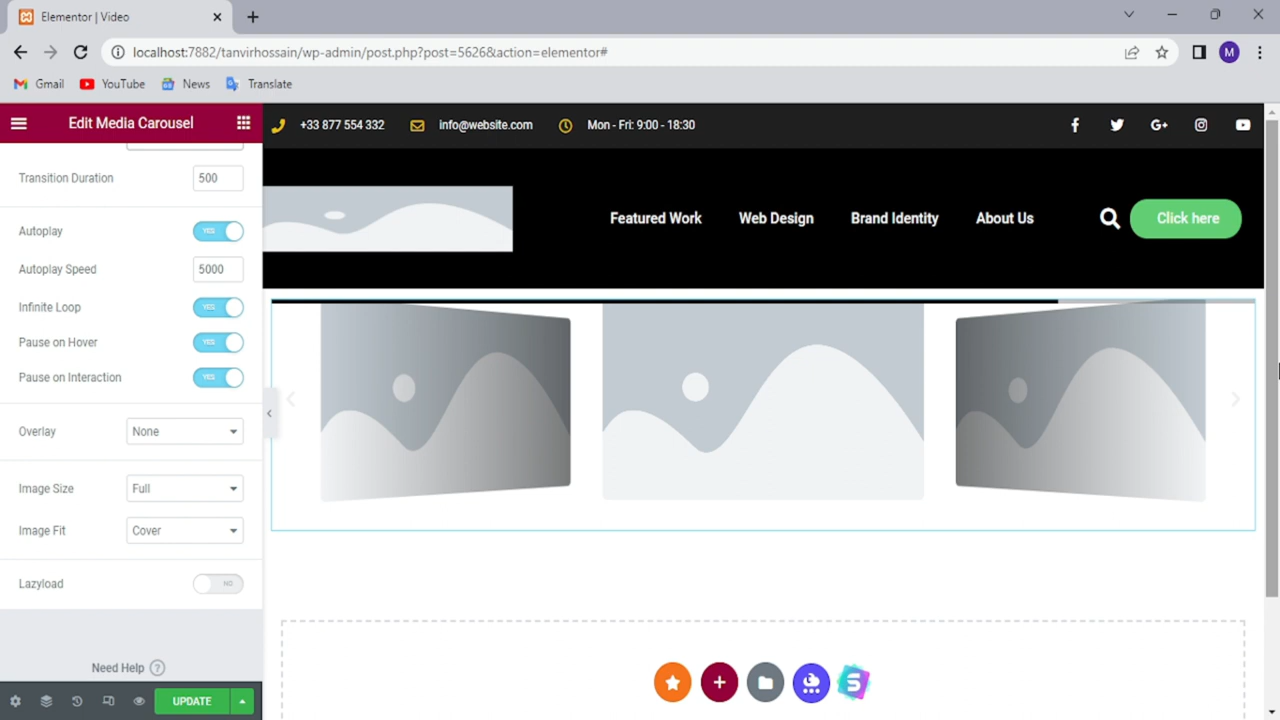 Elementor | Video
localhost:7882/tanvirhossain/wp-admin/post.php?post=5626&action=elementor#
M
Gmail
YouTube
News
Translate
Edit Media Carousel
+33 877 554 332
info@website.com
Mon - Fri: 9:00 - 18:30
Transition Duration
500
Featured Work
Web Design
Brand Identity
About Us
Click here
Autoplay
YES
Autoplay Speed
5000
Infinite Loop
YES
Pause on Hover
YES
Pause on Interaction
YES
Overlay
None
Image Size
Full
Image Fit
Cover
Lazyload
NO
Need Help ?
UPDATE